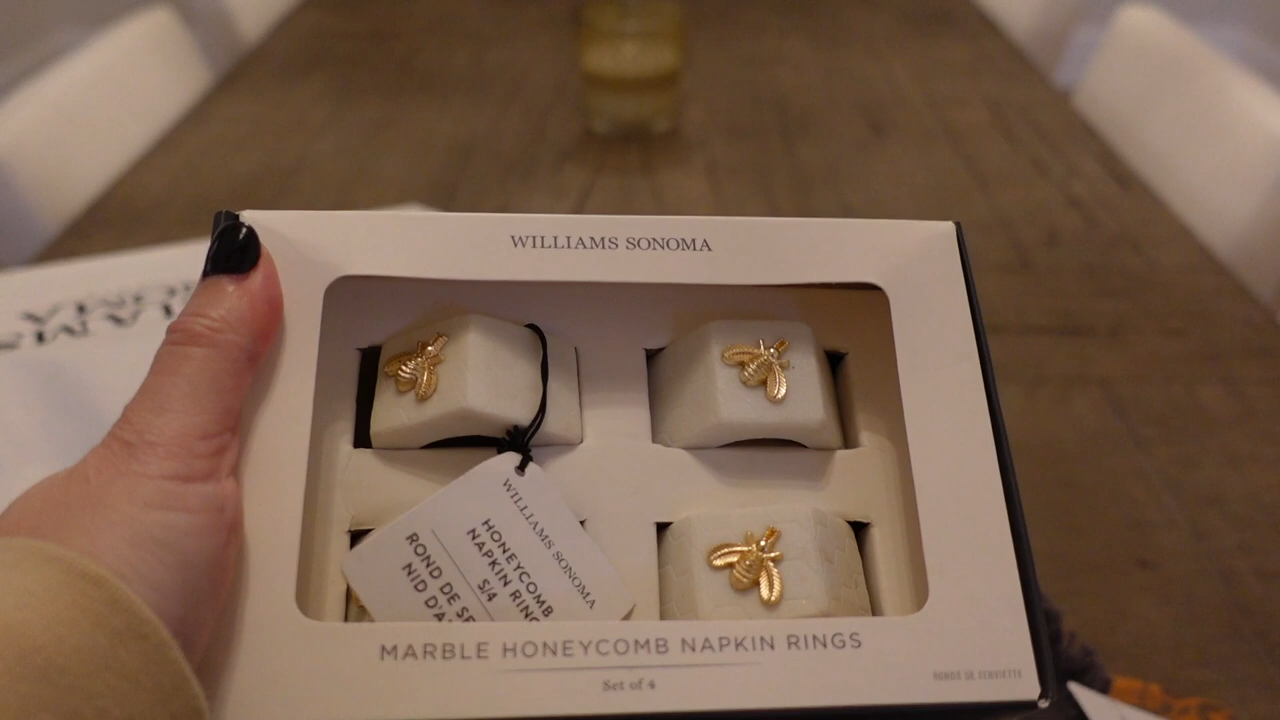 WILLIAMS SONOMA
WILLIAMS SONOMA
HONEYCOMB
NAPKIN RING
S/4
ROND DE SE
NID D'A
MARBLE HONEYCOMB NAPKIN RINGS
Set of 4
RONDS DE SERVIETTE